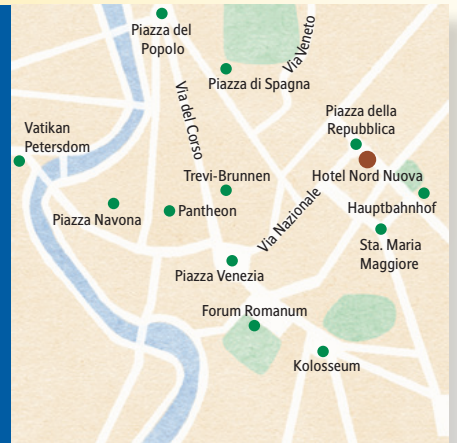 Piazza del
Popolo
Via Veneto
Piazza di Spagna
Via del Corso
Piazza della
Repubblica
Vatikan
Petersdom
Trevi-Brunnen
Hotel Nord Nuova
Hauptbahnhof
Piazza Navona
Pantheon
Via Nazionale
Sta. Maria
Maggiore
Piazza Venezia
Forum Romanum
Kolosseum